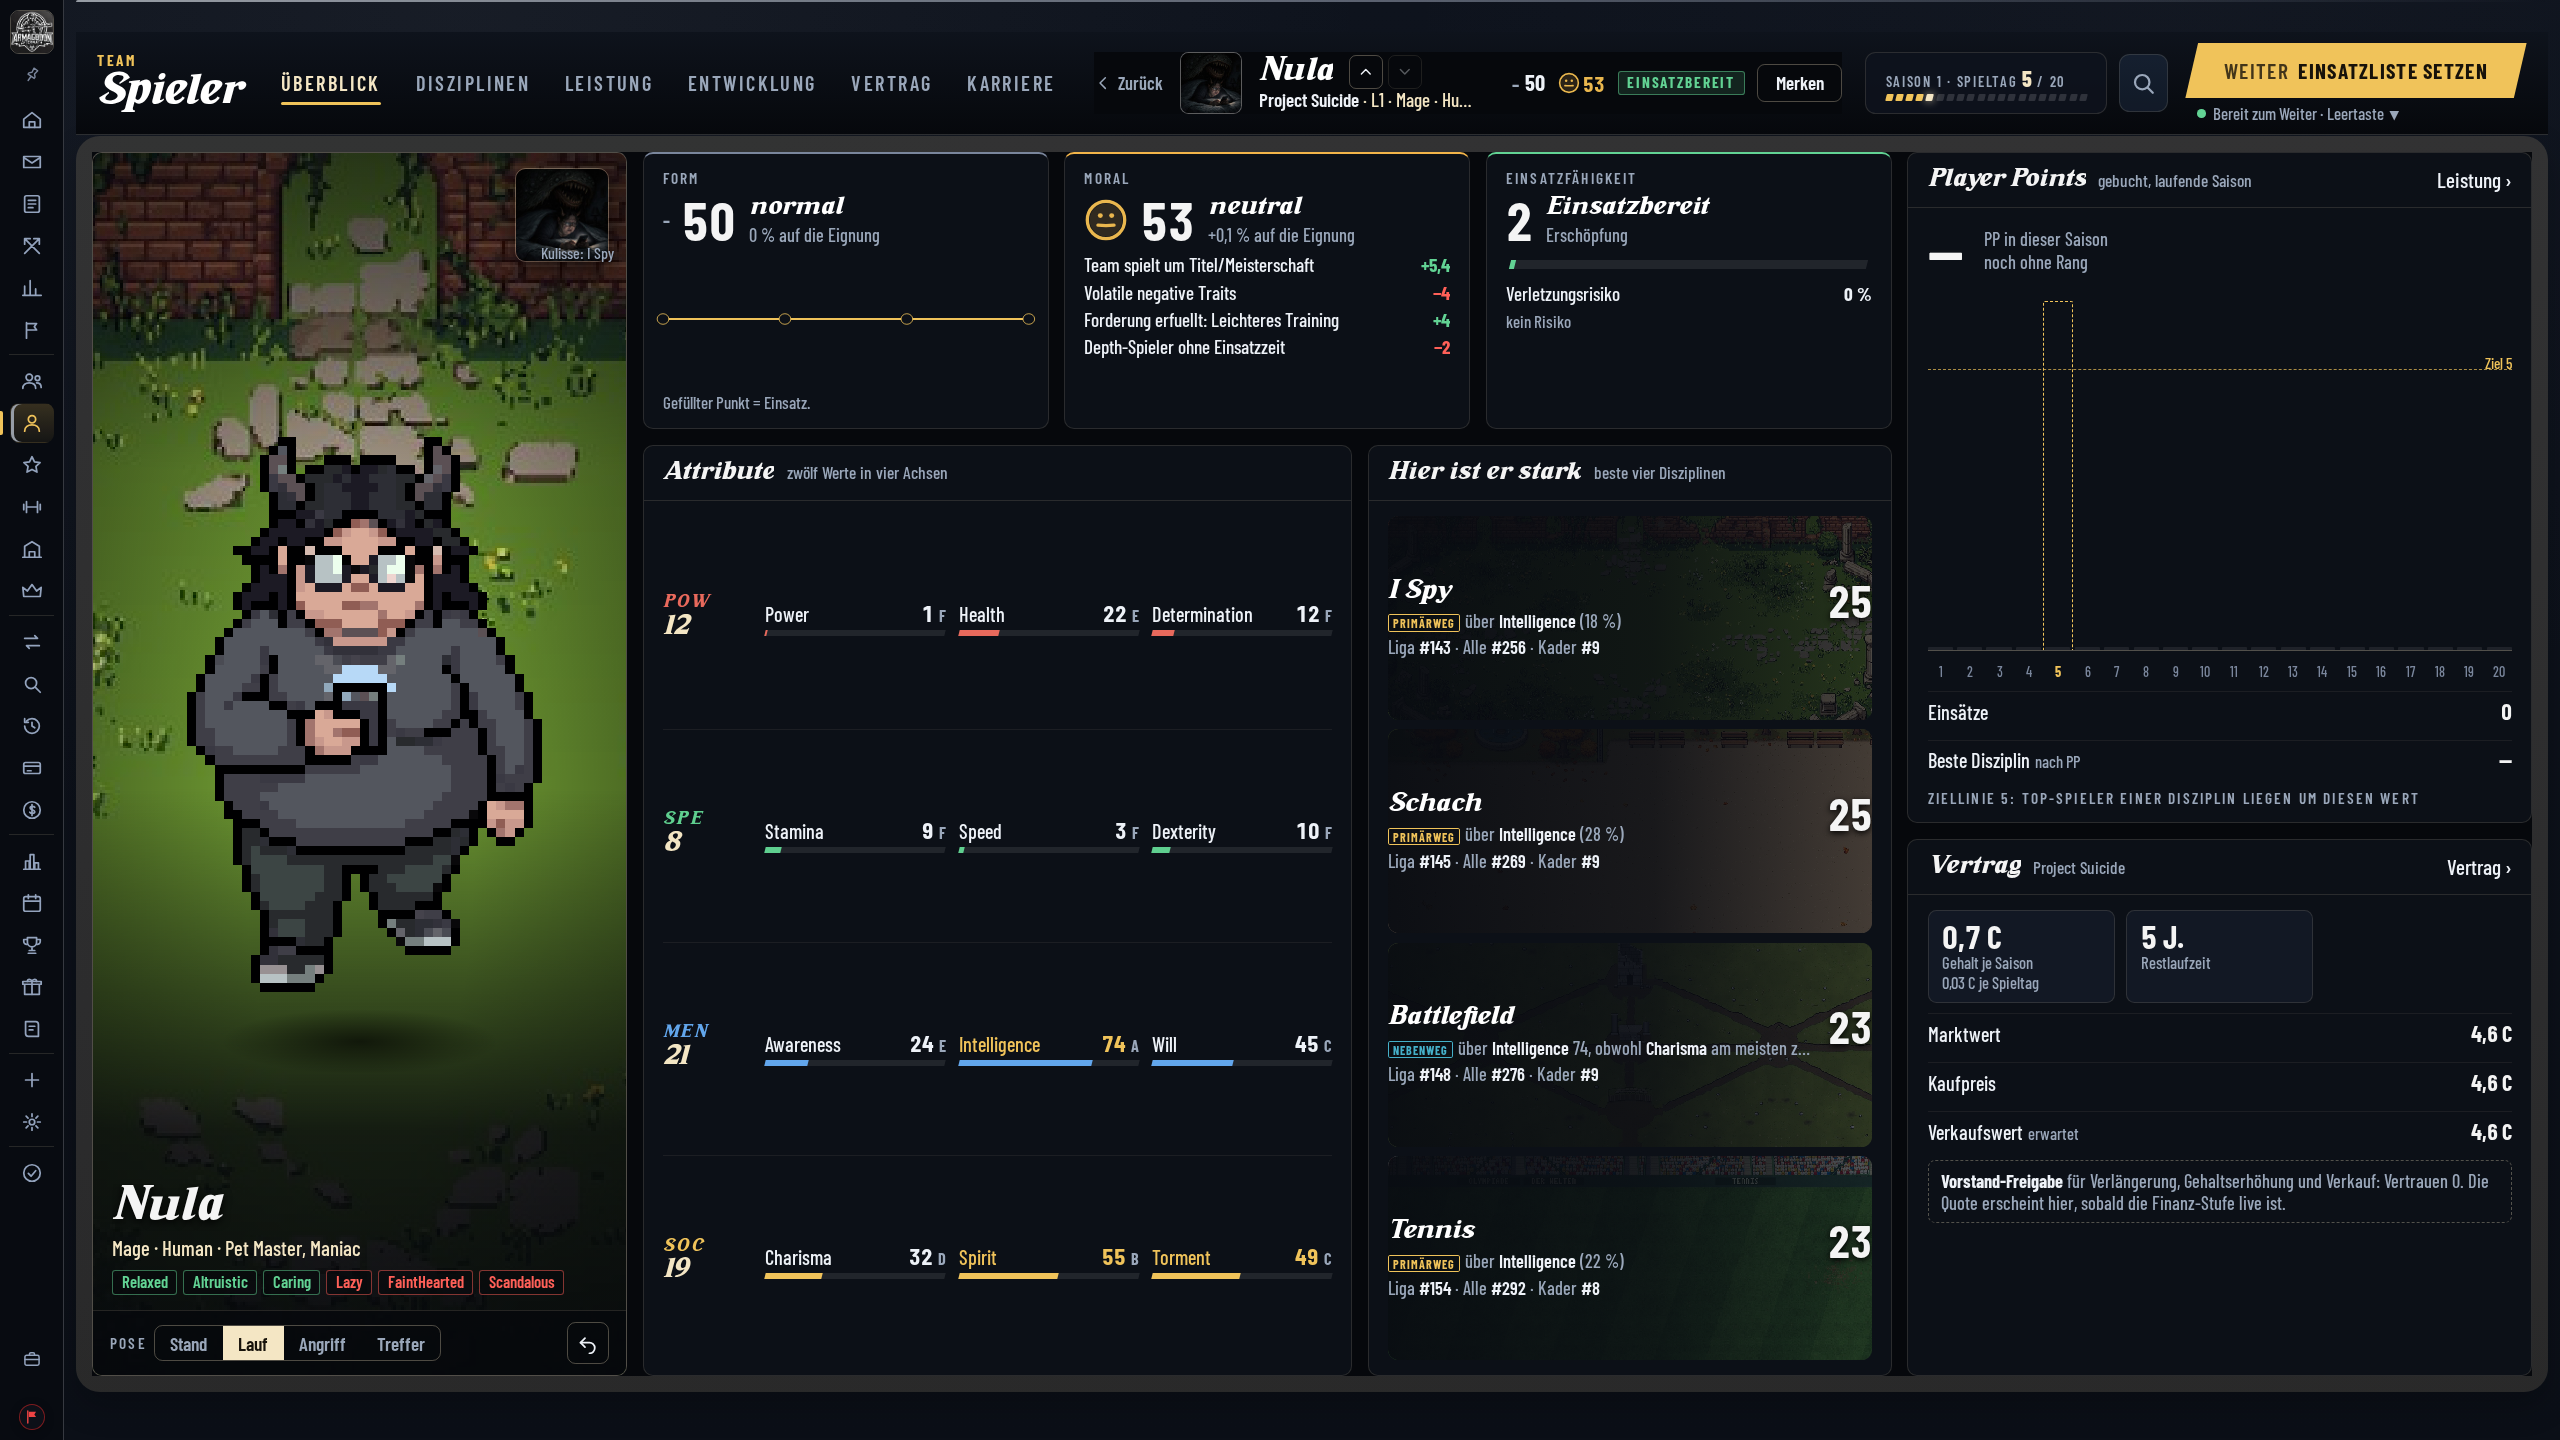 TEAM
Spieler
ÜBERBLICK
DISZIPLINEN
LEISTUNG
ENTWICKLUNG
VERTRAG
KARRIERE
Zurück
Nula
Project Suicide · L1 · Mage · Hu...
- 50
53
EINSATZBEREIT
Merken
SAISON 1 · SPIELTAG 5 / 20
WEITER EINSATZLISTE SETZEN
Bereit zum Weiter · Leertaste ▼
Kulisse: I Spy
Nula
Mage · Human · Pet Master, Maniac
Relaxed
Altruistic
Caring
Lazy
FaintHearted
Scandalous
POSE
Stand
Lauf
Angriff
Treffer
FORM
- 50 normal
0 % auf die Eignung
Gefüllter Punkt = Einsatz.
MORAL
53 neutral
+0,1 % auf die Eignung
Team spielt um Titel/Meisterschaft +5,4
Volatile negative Traits −4
Forderung erfuellt: Leichteres Training +4
Depth-Spieler ohne Einsatzzeit −2
EINSATZFÄHIGKEIT
2 Einsatzbereit
Erschöpfung
Verletzungsrisiko 0 %
kein Risiko
Attribute zwölf Werte in vier Achsen
POW
12
Power 1 F
Health 22 E
Determination 12 F
SPE
8
Stamina 9 F
Speed 3 F
Dexterity 10 F
MEN
21
Awareness 24 E
Intelligence 74 A
Will 45 C
SOC
19
Charisma 32 D
Spirit 55 B
Torment 49 C
Hier ist er stark beste vier Disziplinen
I Spy
25
PRIMÄRWEG über Intelligence (18 %)
Liga #143 · Alle #256 · Kader #9
Schach
25
PRIMÄRWEG über Intelligence (28 %)
Liga #145 · Alle #269 · Kader #9
Battlefield
23
NEBENWEG über Intelligence 74, obwohl Charisma am meisten z...
Liga #148 · Alle #276 · Kader #9
TENNIS
Tennis
23
PRIMÄRWEG über Intelligence (22 %)
Liga #154 · Alle #292 · Kader #8
Player Points gebucht, laufende Saison
Leistung ›
— PP in dieser Saison
noch ohne Rang
Ziel 5
1 2 3 4 5 6 7 8 9 10 11 12 13 14 15 16 17 18 19 20
Einsätze 0
Beste Disziplin nach PP –
ZIELLINIE 5: TOP-SPIELER EINER DISZIPLIN LIEGEN UM DIESEN WERT
Vertrag Project Suicide
Vertrag ›
0,7 C
Gehalt je Saison
0,03 C je Spieltag
5 J.
Restlaufzeit
Marktwert 4,6 C
Kaufpreis 4,6 C
Verkaufswert erwartet 4,6 C
Vorstand-Freigabe für Verlängerung, Gehaltserhöhung und Verkauf: Vertrauen 0. Die
Quote erscheint hier, sobald die Finanz-Stufe live ist.